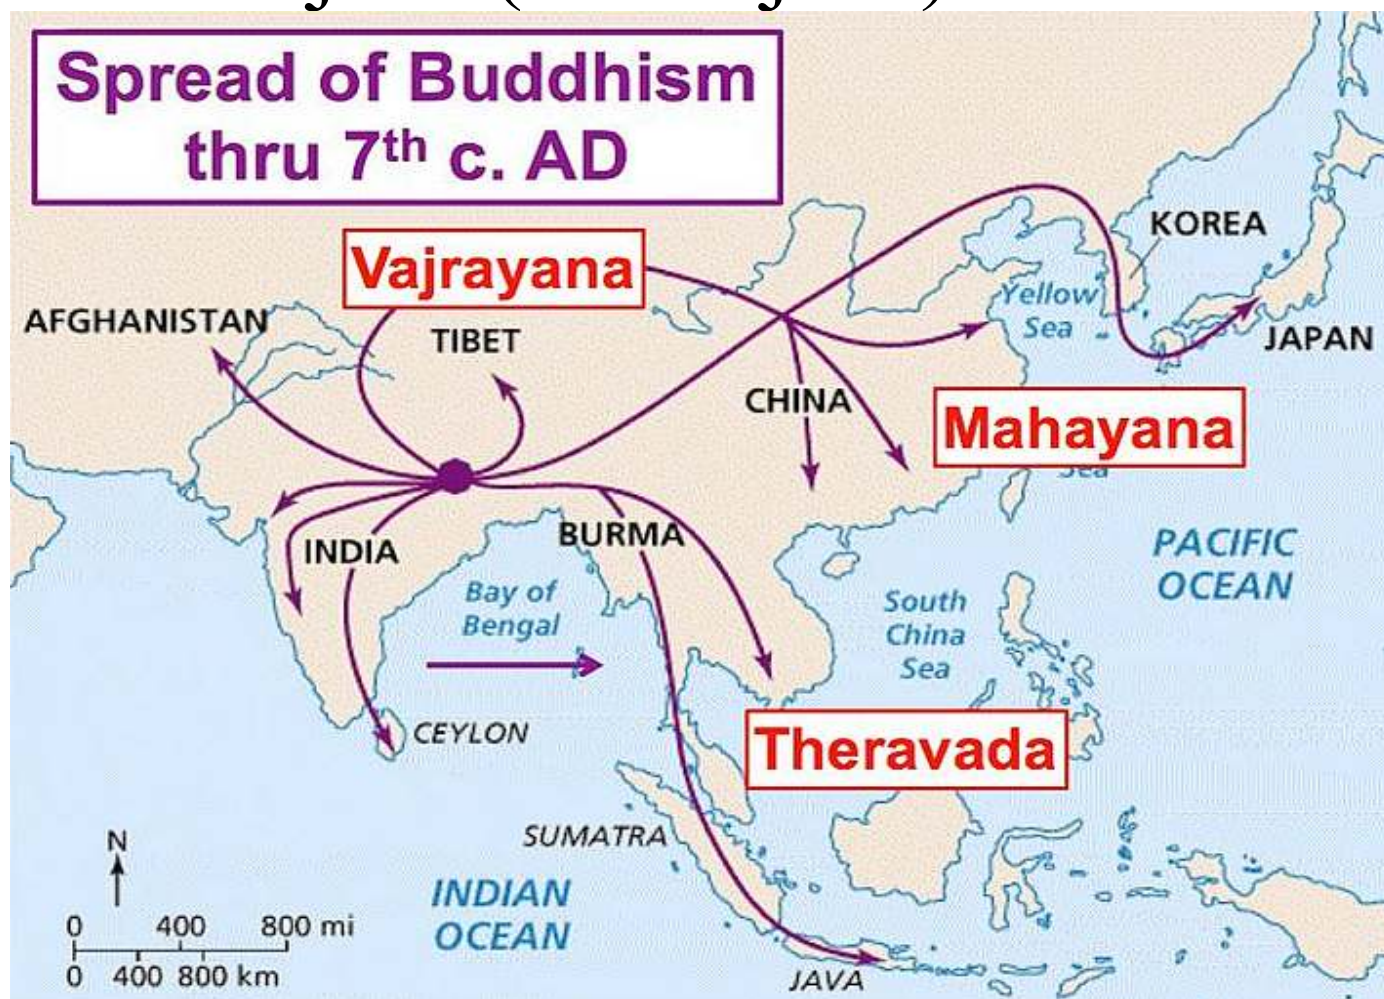 Spread of Buddhism
thru 7th c. AD
Vajrayana
KOREA
AFGHANISTAN
TIBET
Yellow
Sea
JAPAN
CHINA
Mahayana
Sea
BURMA
INDIA
PACIFIC
OCEAN
Bay of
Bengal
South
China
Sea
CEYLON
Theravada
SUMATRA
N
INDIAN
OCEAN
0 400 800 mi
0 400 800 km
JAVA